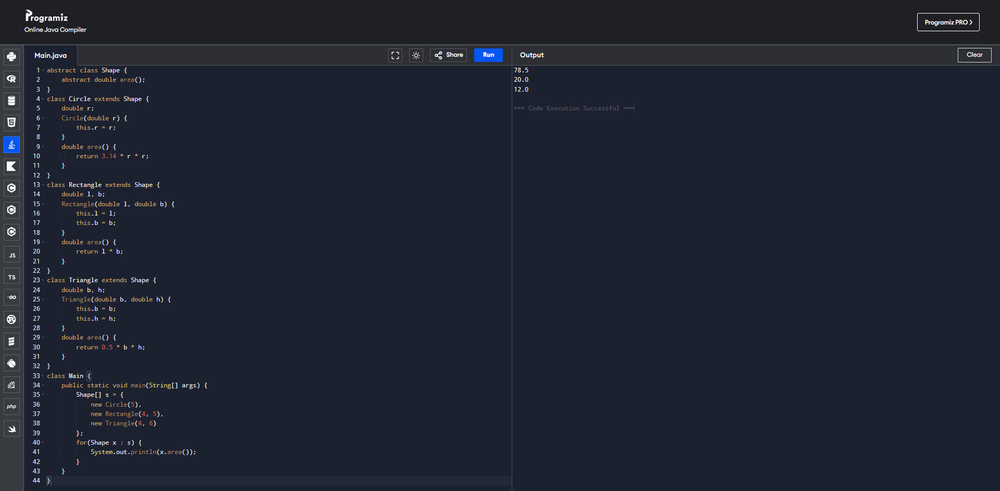 Programiz
Online Java Compiler
Programiz PRO
Main.java
Share
Run
Output
Clear
JS
TS
GO
php
1 abstract class Shape {
2     abstract double area();
3 }
4 class Circle extends Shape {
5     double r;
6     Circle(double r) {
7         this.r = r;
8     }
9     double area() {
10         return 3.14 * r * r;
11     }
12 }
13 class Rectangle extends Shape {
14     double l, b;
15     Rectangle(double l, double b) {
16         this.l = l;
17         this.b = b;
18     }
19     double area() {
20         return l * b;
21     }
22 }
23 class Triangle extends Shape {
24     double b, h;
25     Triangle(double b, double h) {
26         this.b = b;
27         this.h = h;
28     }
29     double area() {
30         return 0.5 * b * h;
31     }
32 }
33 class Main {
34     public static void main(String[] args) {
35         Shape[] s = {
36             new Circle(5),
37             new Rectangle(4, 5),
38             new Triangle(4, 6)
39         };
40         for(Shape x : s) {
41             System.out.println(x.area());
42         }
43     }
44 }
78.5
20.0
12.0
=== Code Execution Successful ===